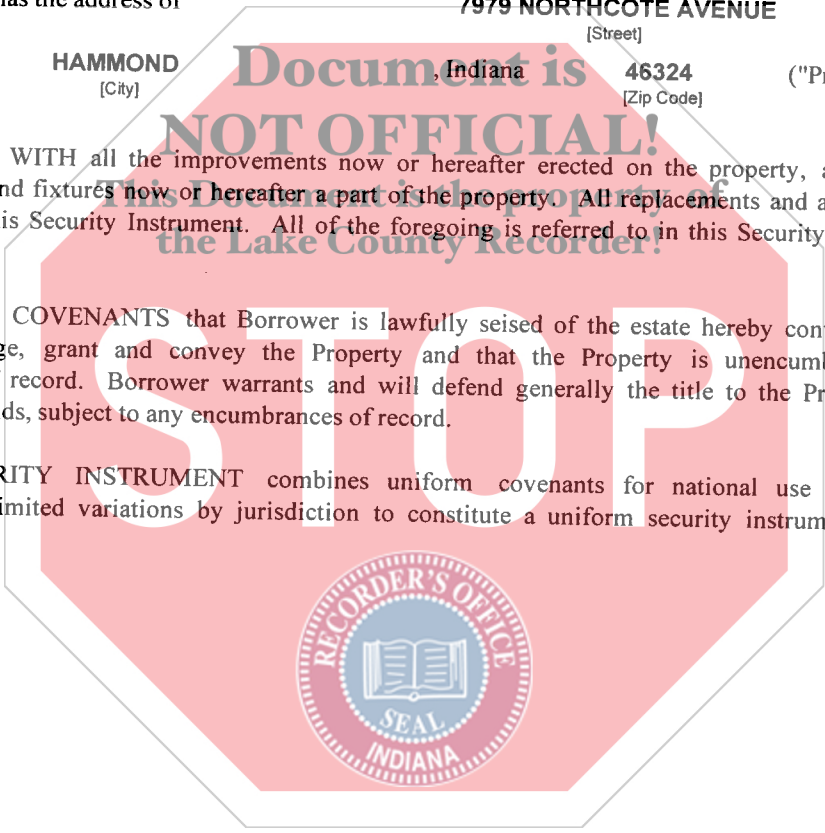 has the address of 7979 NORTHCOTE AVENUE
[Street]
HAMMOND , Indiana 46324 ("Pr
[City] [Zip Code]
Document is
NOT OFFICIAL!
This Document is the property of
the Lake County Recorder!
WITH all the improvements now or hereafter erected on the property, a
nd fixtures now or hereafter a part of the property. All replacements and a
is Security Instrument. All of the foregoing is referred to in this Security
COVENANTS that Borrower is lawfully seised of the estate hereby con
ge, grant and convey the Property and that the Property is unencumb
record. Borrower warrants and will defend generally the title to the Pr
ds, subject to any encumbrances of record.
RITY INSTRUMENT combines uniform covenants for national use
imited variations by jurisdiction to constitute a uniform security instrum
STOP
RECORDER'S OFFICE
SEAL
INDIANA